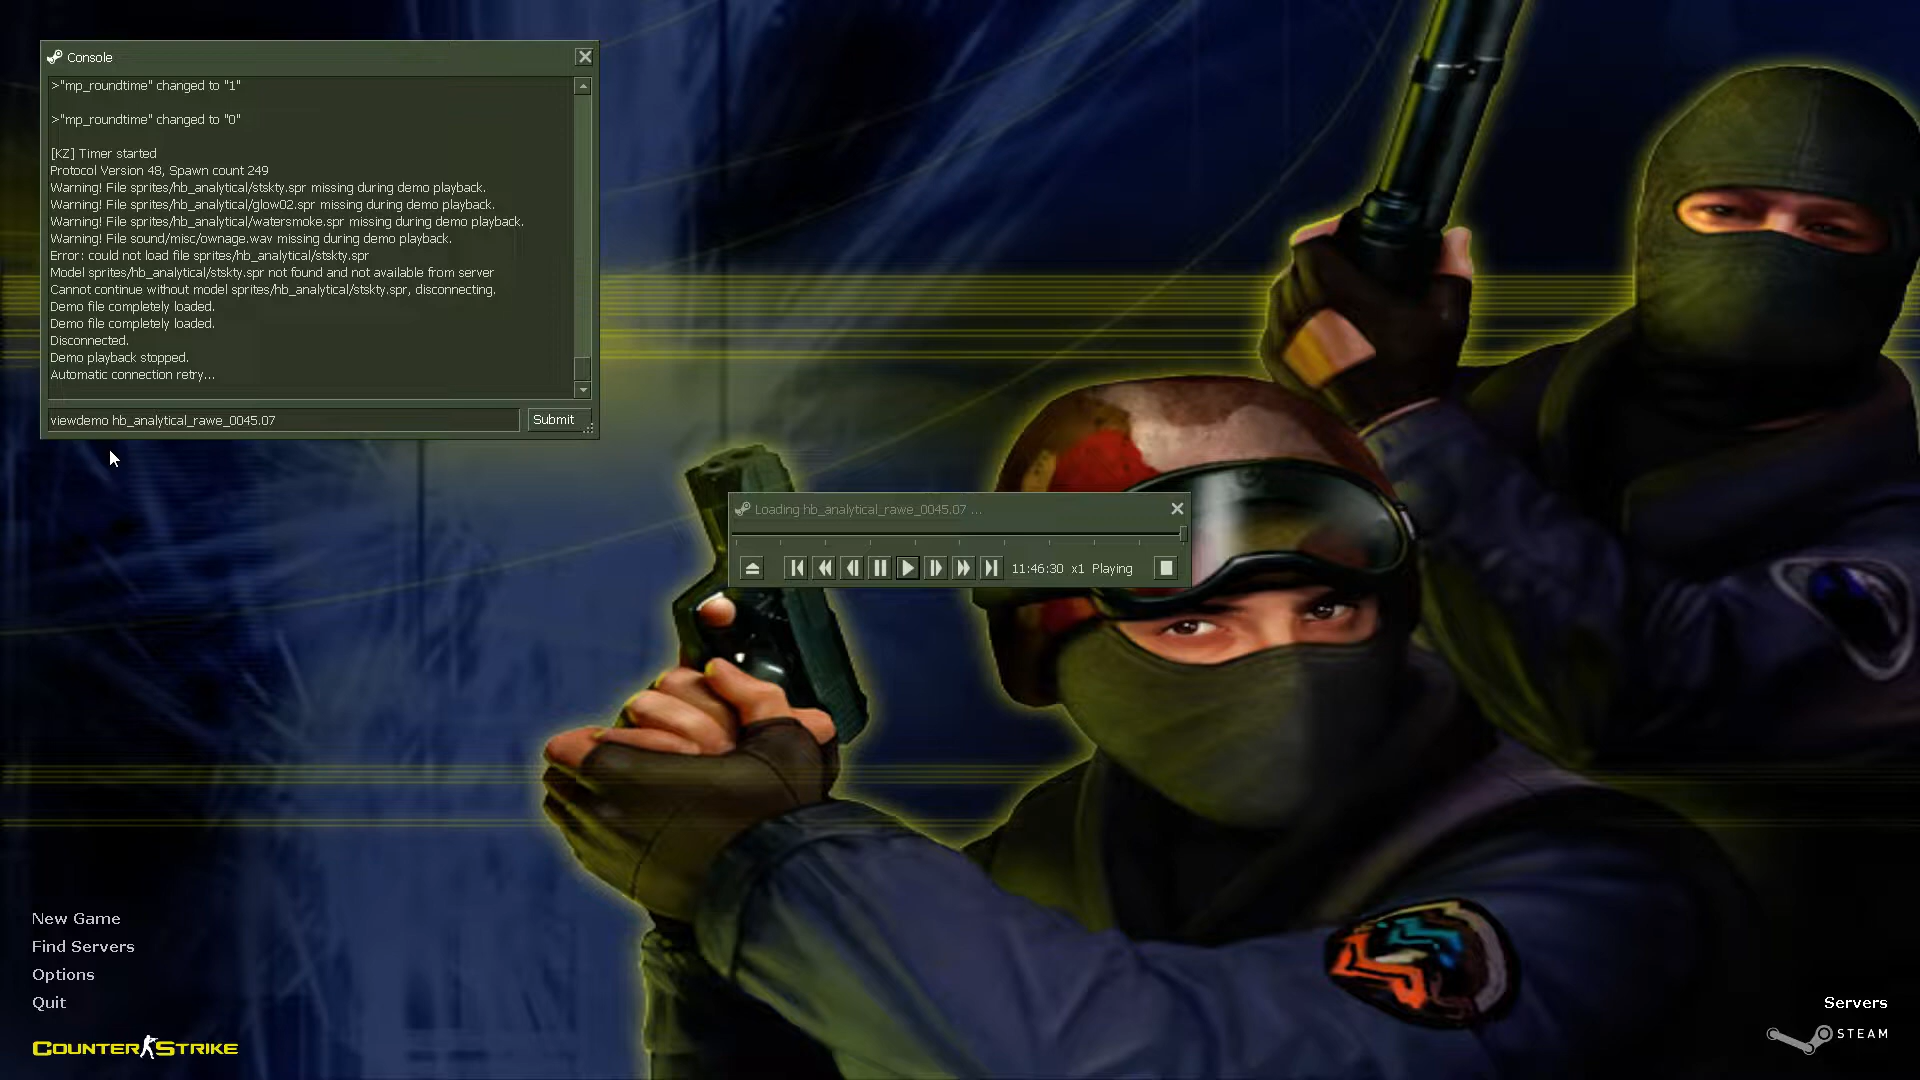 Console
>"mp_roundtime" changed to "1"
>"mp_roundtime" changed to "0"
[KZ] Timer started
Protocol Version 48, Spawn count 249
Warning! File sprites/hb_analytical/stskty.spr missing during demo playback.
Warning! File sprites/hb_analytical/glow02.spr missing during demo playback.
Warning! File sprites/hb_analytical/watersmoke.spr missing during demo playback.
Warning! File sound/misc/ownage.wav missing during demo playback.
Error: could not load file sprites/hb_analytical/stskty.spr
Model sprites/hb_analytical/stskty.spr not found and not available from server
Cannot continue without model sprites/hb_analytical/stskty.spr, disconnecting.
Demo file completely loaded.
Demo file completely loaded.
Disconnected.
Demo playback stopped.
Automatic connection retry...
viewdemo hb_analytical_rawe_0045.07
Submit
Loading hb_analytical_rawe_0045.07 ...
11:46:30 x1 Playing
New Game
Find Servers
Options
Quit
COUNTER STRIKE
Servers
STEAM